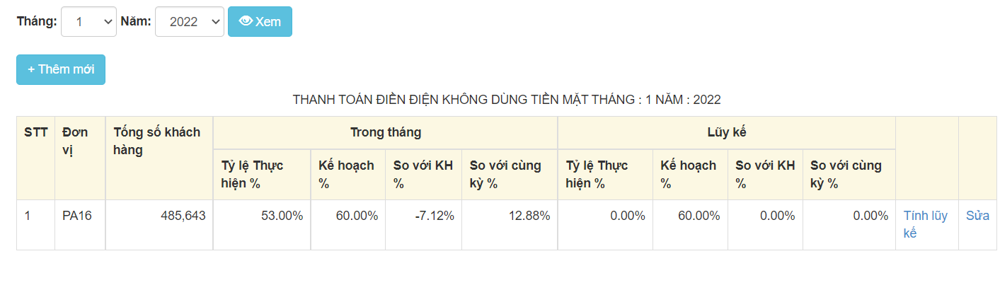 Tháng: 1 Năm: 2022 Xem
+ Thêm mới
THANH TOÁN ĐIỀN ĐIỆN KHÔNG DÙNG TIỀN MẶT THÁNG : 1 NĂM : 2022
STT Đơn vị Tổng số khách hàng Trong tháng Lũy kế
Tỷ lệ Thực hiện % Kế hoạch % So với KH % So với cùng kỳ % Tỷ lệ Thực hiện % Kế hoạch % So với KH % So với cùng kỳ %
1 PA16 485,643 53.00% 60.00% -7.12% 12.88% 0.00% 60.00% 0.00% 0.00% Tính lũy kế Sửa